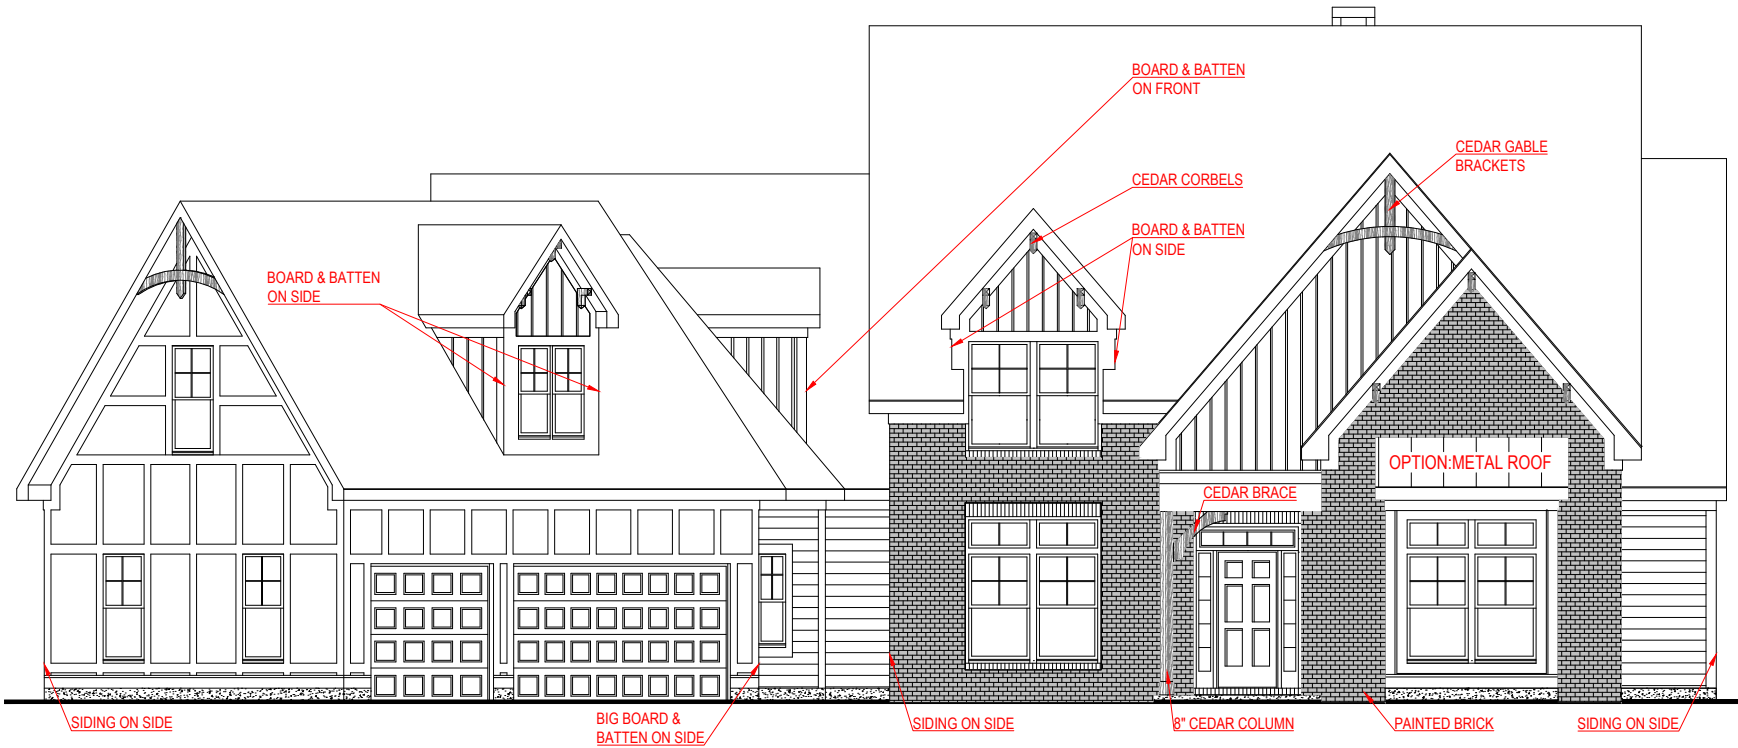 BOARD & BATTEN
ON FRONT
CEDAR GABLE
BRACKETS
CEDAR CORBELS
BOARD & BATTEN
ON SIDE
BOARD & BATTEN
ON SIDE
OPTION:METAL ROOF
CEDAR BRACE
SIDING ON SIDE
BIG BOARD &
BATTEN ON SIDE
SIDING ON SIDE
8" CEDAR COLUMN
PAINTED BRICK
SIDING ON SIDE